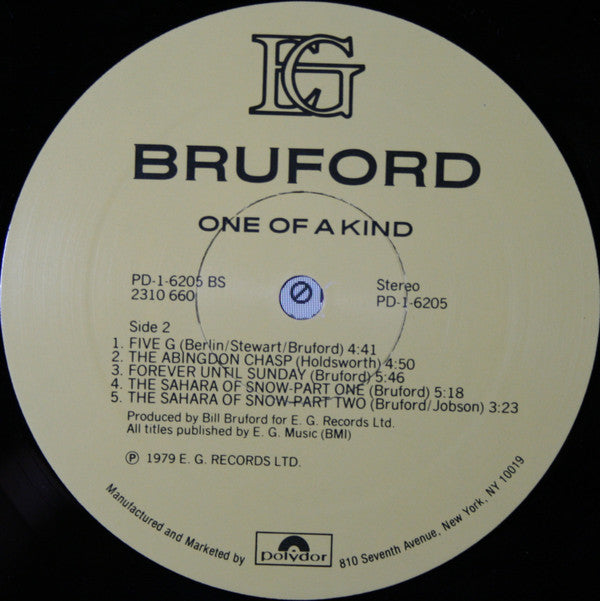 EG
BRUFORD
ONE OF A KIND
PD-1-6205 BS
2310 660
Stereo
PD-1-6205
Side 2
1. FIVE G (Berlin/Stewart/Bruford) 4:41
2. THE ABINGDON CHASP (Holdsworth) 4:50
3. FOREVER UNTIL SUNDAY (Bruford) 5:46
4. THE SAHARA OF SNOW-PART ONE (Bruford) 5:18
5. THE SAHARA OF SNOW-PART TWO (Bruford/Jobson) 3:23
Produced by Bill Bruford for E. G. Records Ltd.
All titles published by E. G. Music (BMI)
℗ 1979 E. G. RECORDS LTD.
Manufactured and Marketed by polydor 810 Seventh Avenue, New York, NY 10019